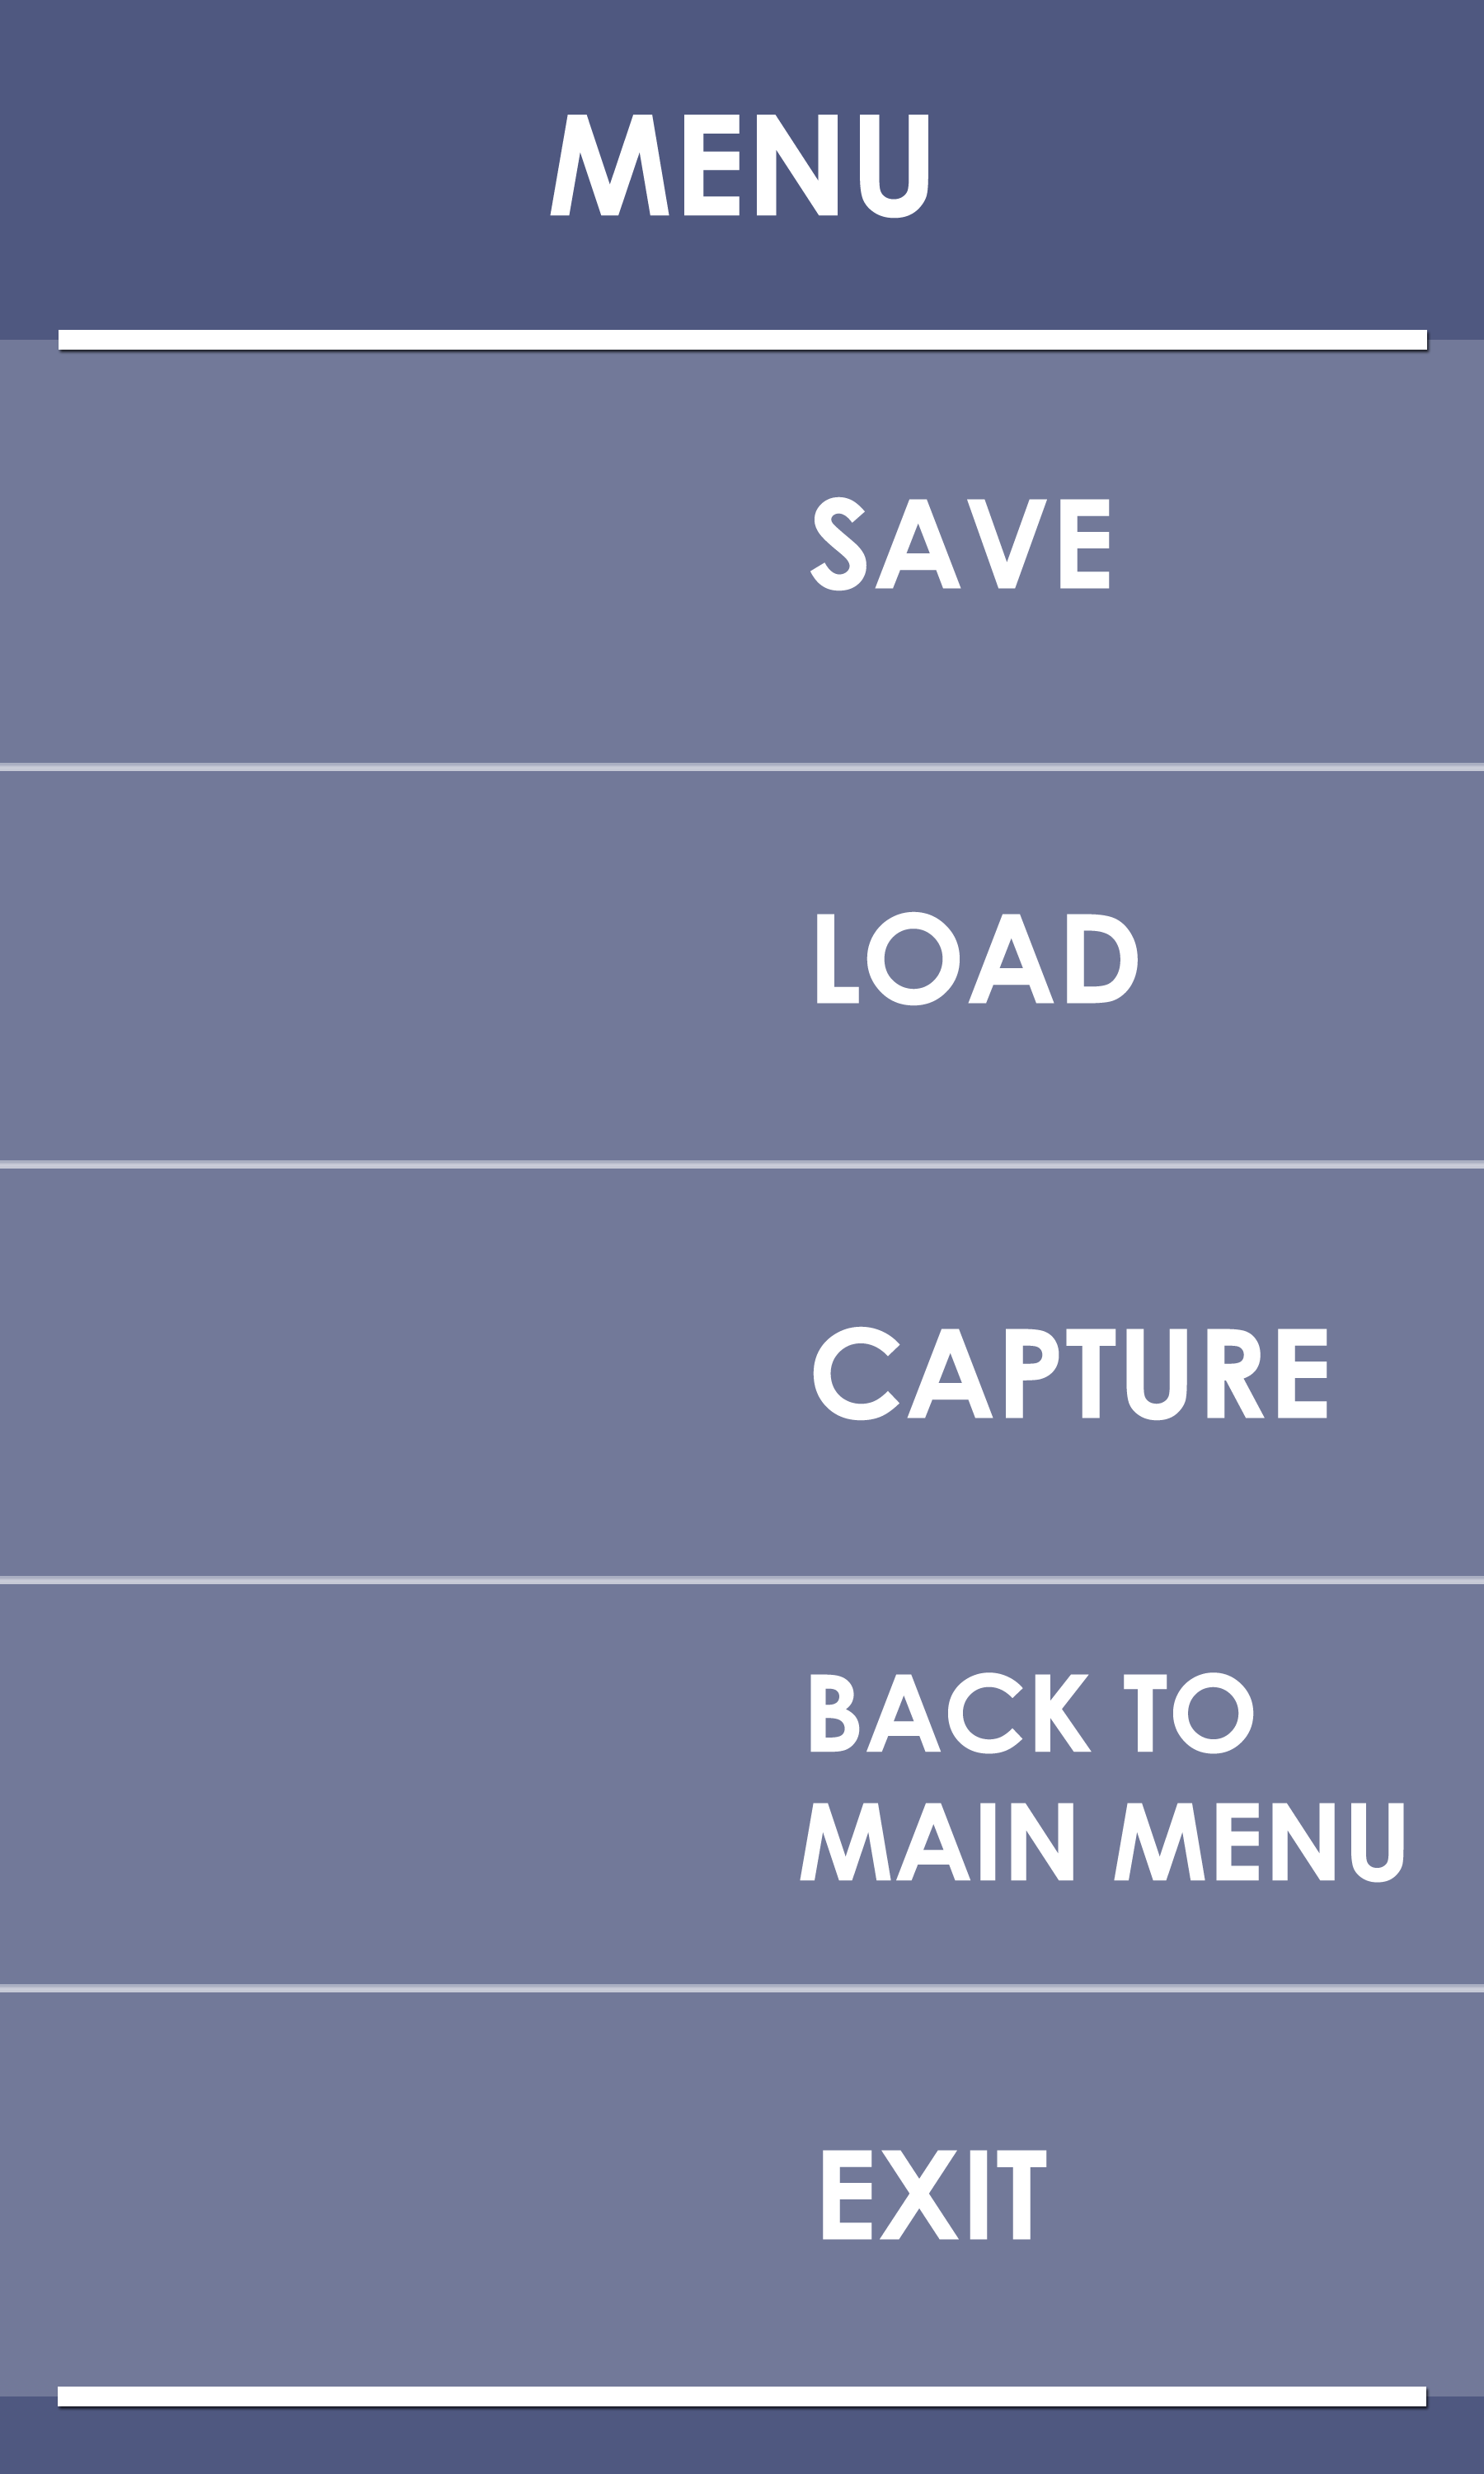 MENU
SAVE
LOAD
CAPTURE
BACK TO
MAIN MENU
EXIT